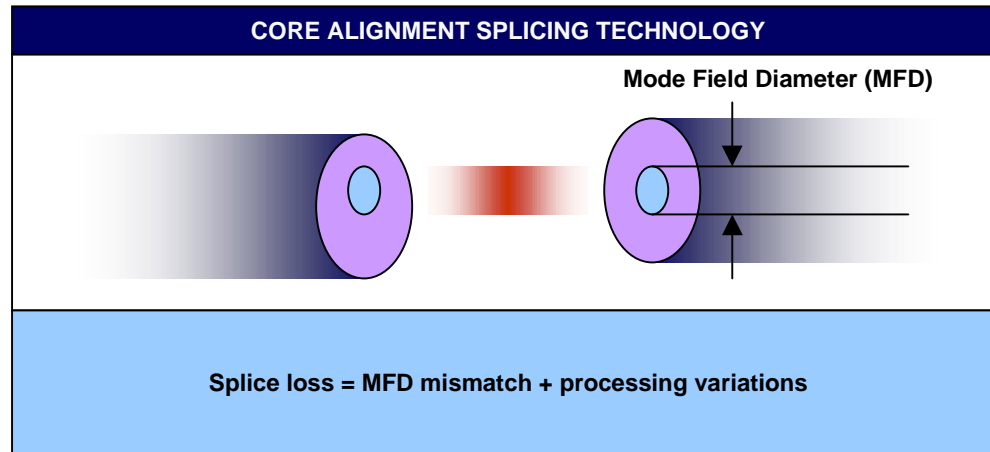 CORE ALIGNMENT SPLICING TECHNOLOGY
Mode Field Diameter (MFD)
Splice loss = MFD mismatch + processing variations